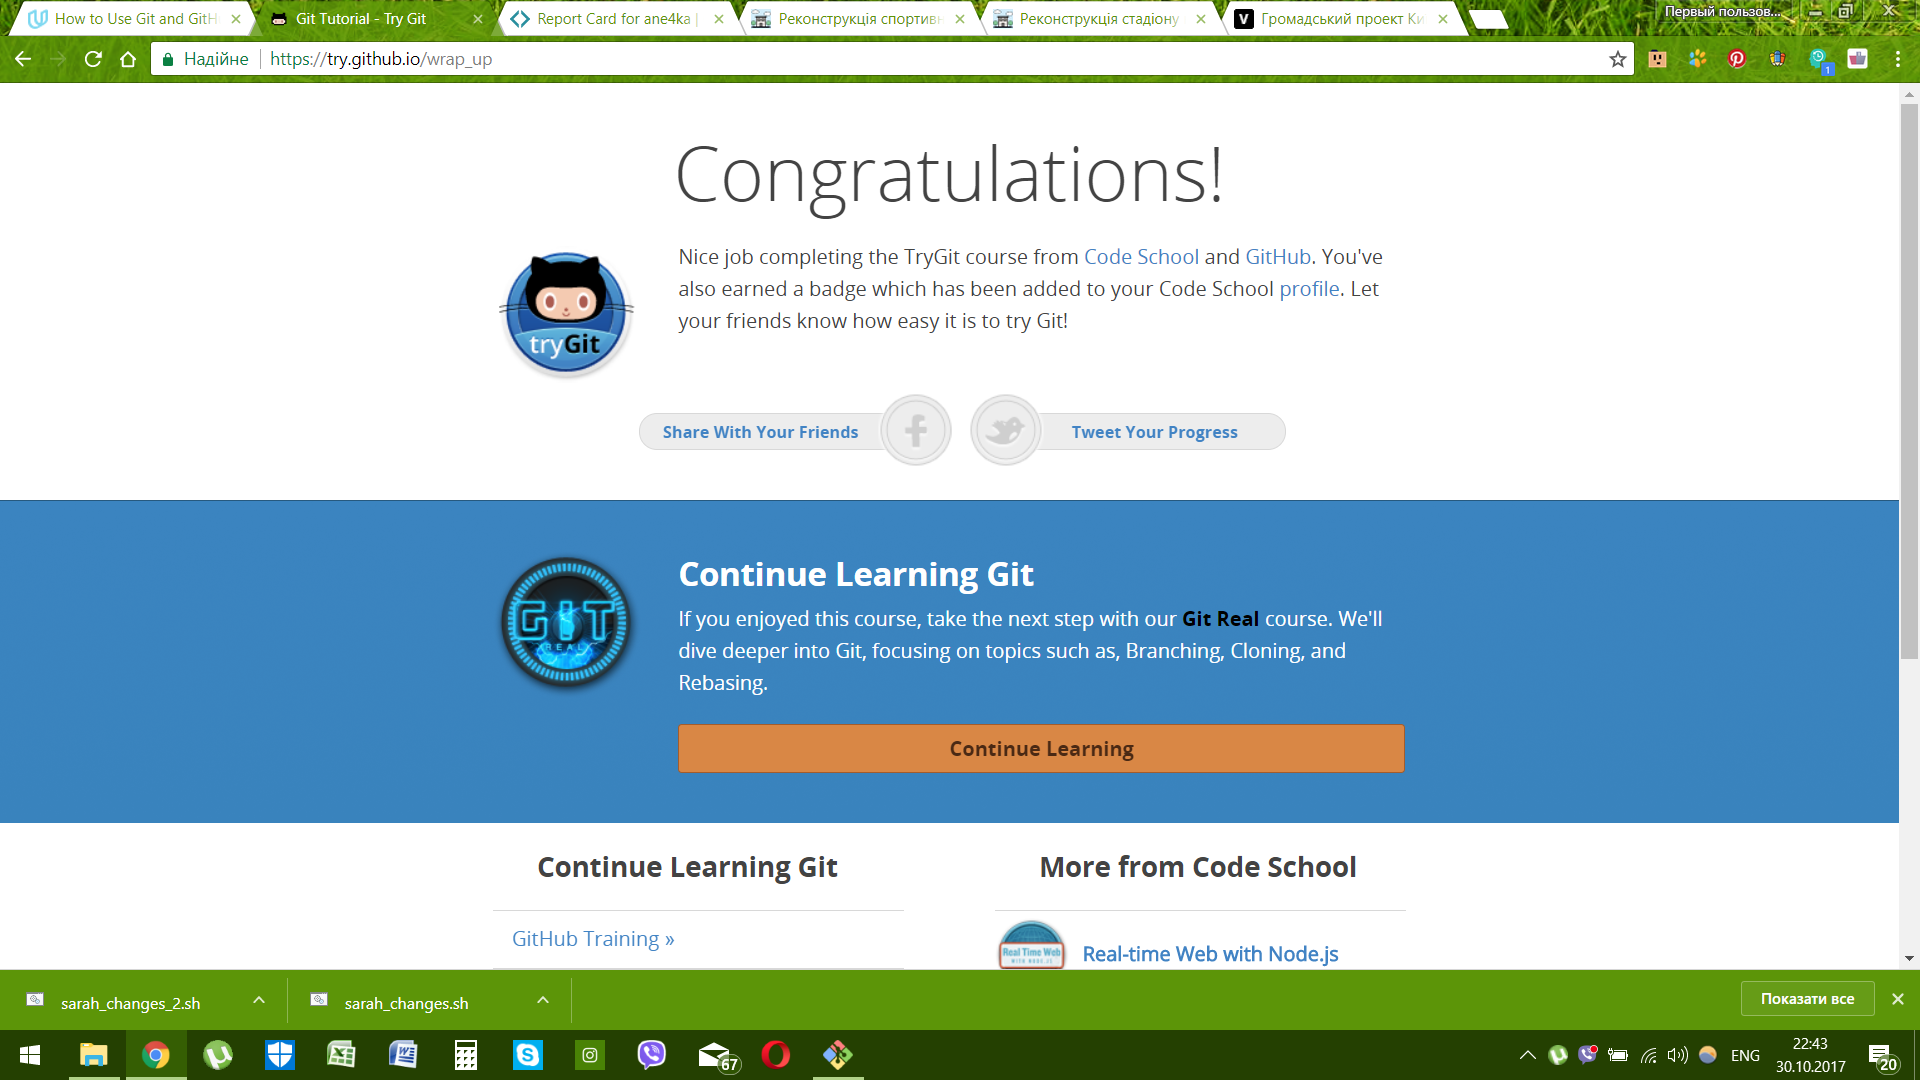 How to Use Git and GitH
Git Tutorial - Try Git
Report Card for ane4ka |
Реконструкція спортивн
Реконструкція стадіону
Громадський проект Ки
Первый пользов...
Надійне
https://try.github.io/wrap_up
1
Congratulations!
Nice job completing the TryGit course from Code School and GitHub. You've
also earned a badge which has been added to your Code School profile. Let
your friends know how easy it is to try Git!
tryGit
Share With Your Friends
Tweet Your Progress
GIT
REAL
Continue Learning Git
If you enjoyed this course, take the next step with our Git Real course. We'll
dive deeper into Git, focusing on topics such as, Branching, Cloning, and
Rebasing.
Continue Learning
Continue Learning Git
More from Code School
GitHub Training »
Real Time Web
WITH NODE.JS
Real-time Web with Node.js
sarah_changes_2.sh
sarah_changes.sh
Показати все
67
ENG
22:43
30.10.2017
20